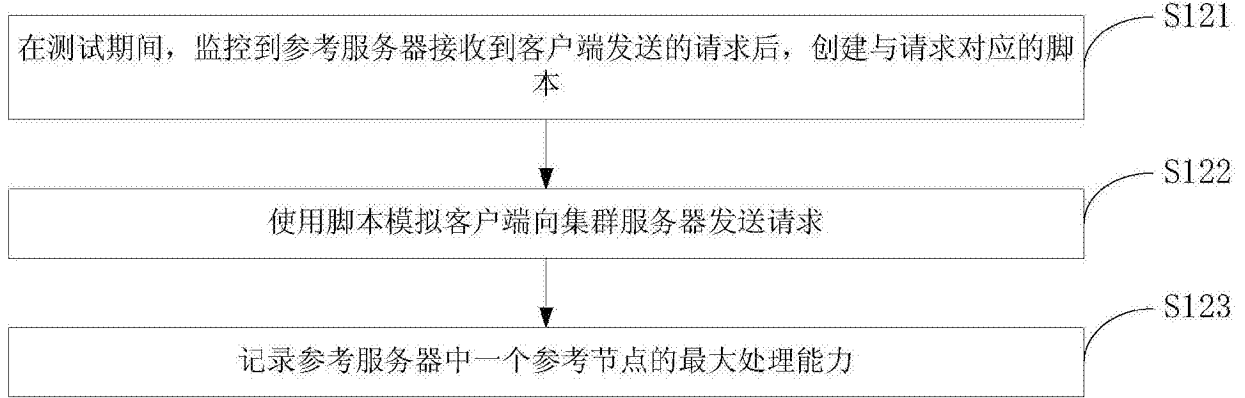 S121
在测试期间，监控到参考服务器接收到客户端发送的请求后，创建与请求对应的脚
本
S122
使用脚本模拟客户端向集群服务器发送请求
S123
记录参考服务器中一个参考节点的最大处理能力